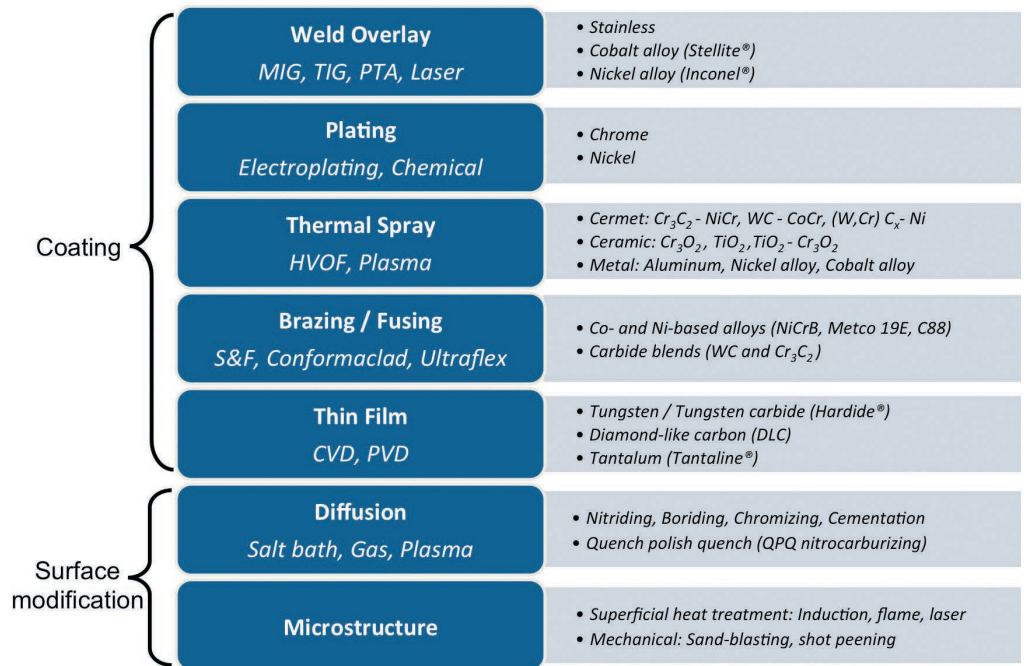 Coating
Weld Overlay
MIG, TIG, PTA, Laser
• Stainless
• Cobalt alloy (Stellite®)
• Nickel alloy (Inconel®)
Plating
Electroplating, Chemical
• Chrome
• Nickel
Thermal Spray
HVOF, Plasma
• Cermet: Cr₃C₂ - NiCr, WC - CoCr, (W,Cr) Cₓ- Ni
• Ceramic: Cr₃O₂ , TiO₂ ,TiO₂ - Cr₃O₂
• Metal: Aluminum, Nickel alloy, Cobalt alloy
Brazing / Fusing
S&F, Conformaclad, Ultraflex
• Co- and Ni-based alloys (NiCrB, Metco 19E, C88)
• Carbide blends (WC and Cr₃C₂ )
Thin Film
CVD, PVD
• Tungsten / Tungsten carbide (Hardide®)
• Diamond-like carbon (DLC)
• Tantalum (Tantaline®)
Surface
modification
Diffusion
Salt bath, Gas, Plasma
• Nitriding, Boriding, Chromizing, Cementation
• Quench polish quench (QPQ nitrocarburizing)
Microstructure
• Superficial heat treatment: Induction, flame, laser
• Mechanical: Sand-blasting, shot peening